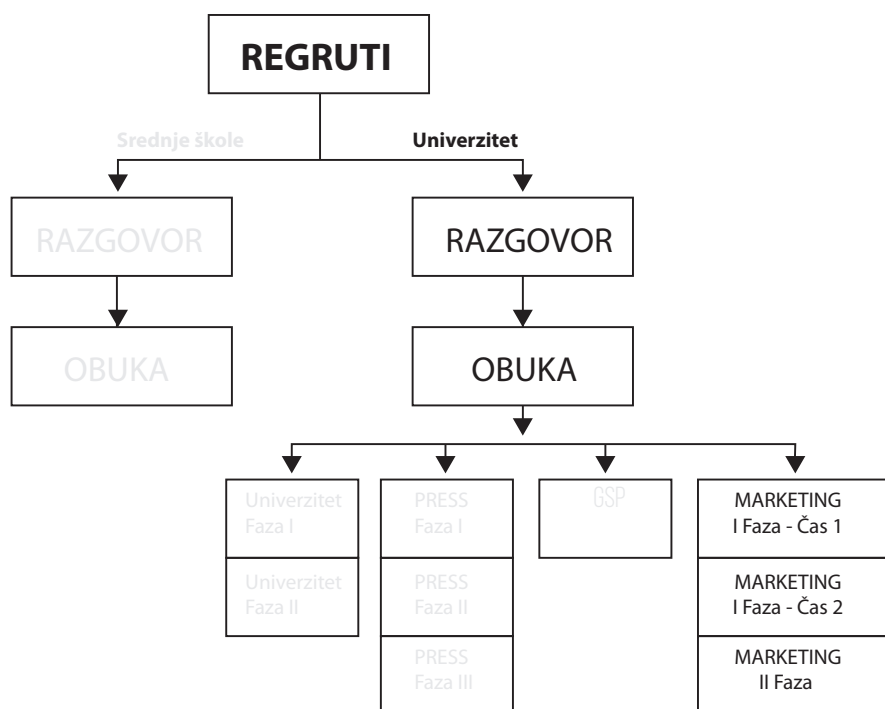 REGRUTI
Srednje škole
Univerzitet
RAZGOVOR
RAZGOVOR
OBUKA
OBUKA
Univerzitet
Faza I
PRESS
Faza I
GSP
MARKETING
I Faza - Čas 1
Univerzitet
Faza II
PRESS
Faza II
MARKETING
I Faza - Čas 2
PRESS
Faza III
MARKETING
II Faza